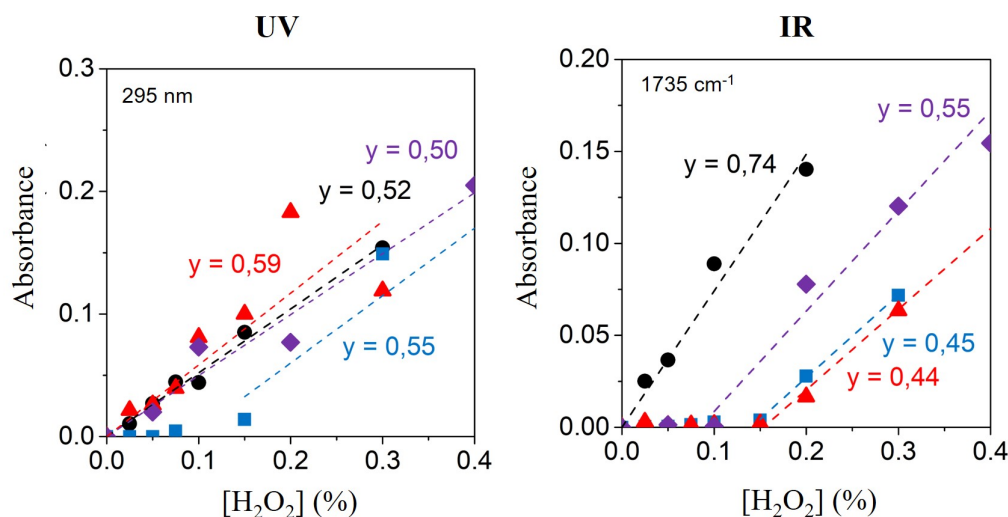 UV
0.3
0.2
0.1
0.0
Absorbance
295 nm
y = 0,50
y = 0,52
y = 0,59
y = 0,55
0.0 0.1 0.2 0.3 0.4
[H₂O₂] (%)
IR
0.20
0.15
0.10
0.05
0.00
Absorbance
1735 cm⁻¹
y = 0,55
y = 0,74
y = 0,45
y = 0,44
0.0 0.1 0.2 0.3 0.4
[H₂O₂] (%)